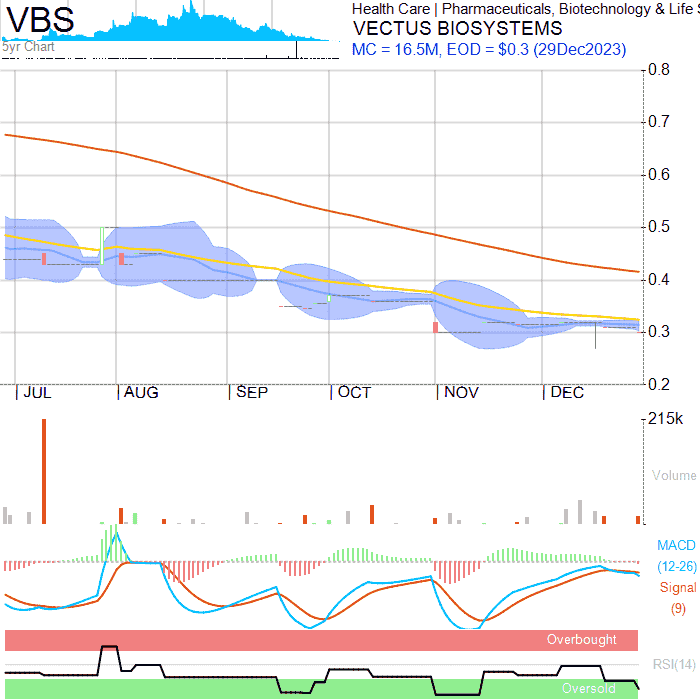 VBS
5yr Chart
Health Care | Pharmaceuticals, Biotechnology & Life S
VECTUS BIOSYSTEMS
MC = 16.5M, EOD = $0.3 (29Dec2023)
0.8
0.7
0.6
0.5
0.4
0.3
0.2
JUL AUG SEP OCT NOV DEC
215k
Volume
MACD
(12-26)
Signal
(9)
Overbought
RSI(14)
Oversold